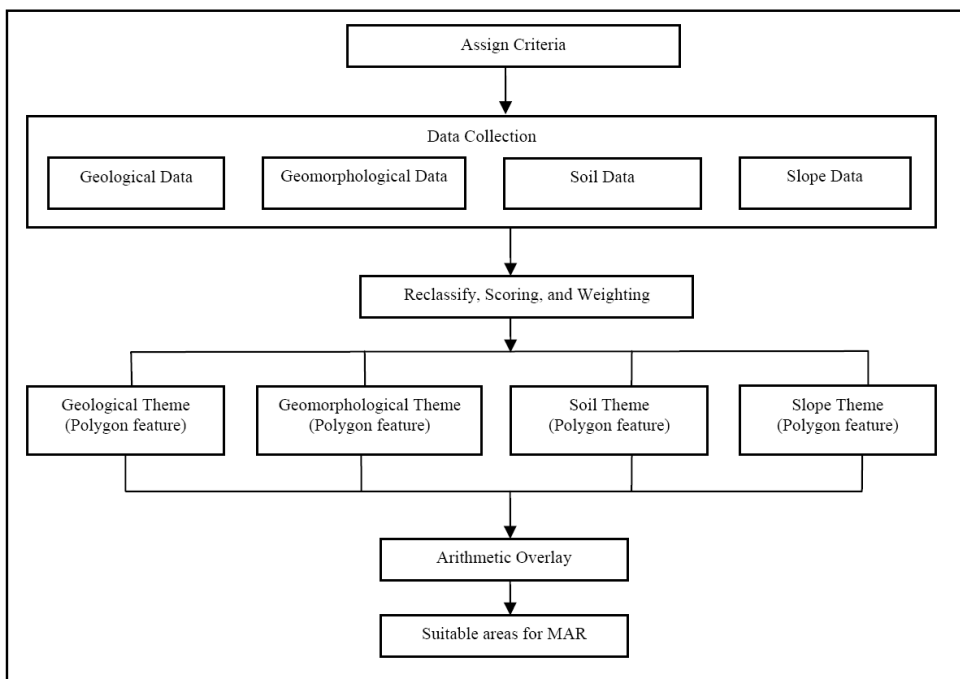 Assign Criteria
Data Collection
Geological Data
Geomorphological Data
Soil Data
Slope Data
Reclassify, Scoring, and Weighting
Geological Theme
(Polygon feature)
Geomorphological Theme
(Polygon feature)
Soil Theme
(Polygon feature)
Slope Theme
(Polygon feature)
Arithmetic Overlay
Suitable areas for MAR